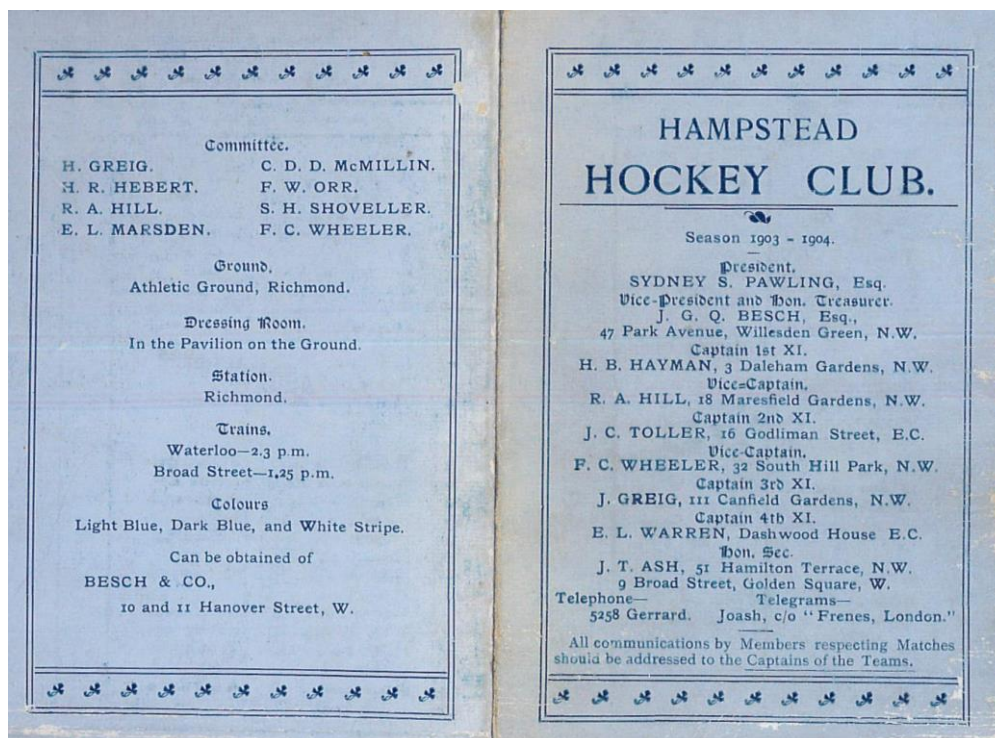 Committee.
H. GREIG. C. D. D. McMILLIN.
H. R. HEBERT. F. W. ORR.
R. A. HILL. S. H. SHOVELLER.
E. L. MARSDEN. F. C. WHEELER.
Ground.
Athletic Ground, Richmond.
Dressing Room.
In the Pavilion on the Ground.
Station.
Richmond.
Trains.
Waterloo—2.3 p.m.
Broad Street—1.25 p.m.
Colours
Light Blue, Dark Blue, and White Stripe.
Can be obtained of
BESCH & CO.,
10 and 11 Hanover Street, W.
HAMPSTEAD
HOCKEY CLUB.
Season 1903 - 1904.
President.
SYDNEY S. PAWLING, Esq.
Vice-President and Hon. Treasurer.
J. G. Q. BESCH, Esq.,
47 Park Avenue, Willesden Green, N.W.
Captain 1st XI.
H. B. HAYMAN, 3 Daleham Gardens, N.W.
Vice=Captain.
R. A. HILL, 18 Maresfield Gardens, N.W.
Captain 2nd XI.
J. C. TOLLER, 16 Godliman Street, E.C.
Vice-Captain.
F. C. WHEELER, 32 South Hill Park, N.W.
Captain 3rd XI.
J. GREIG, 111 Canfield Gardens, N.W.
Captain 4th XI.
E. L. WARREN, Dashwood House E.C.
Hon. Sec.
J. T. ASH, 51 Hamilton Terrace, N.W.
9 Broad Street, Golden Square, W.
Telephone— Telegrams—
5258 Gerrard. Joash, c/o "Frenes, London."
All communications by Members respecting Matches
should be addressed to the Captains of the Teams.